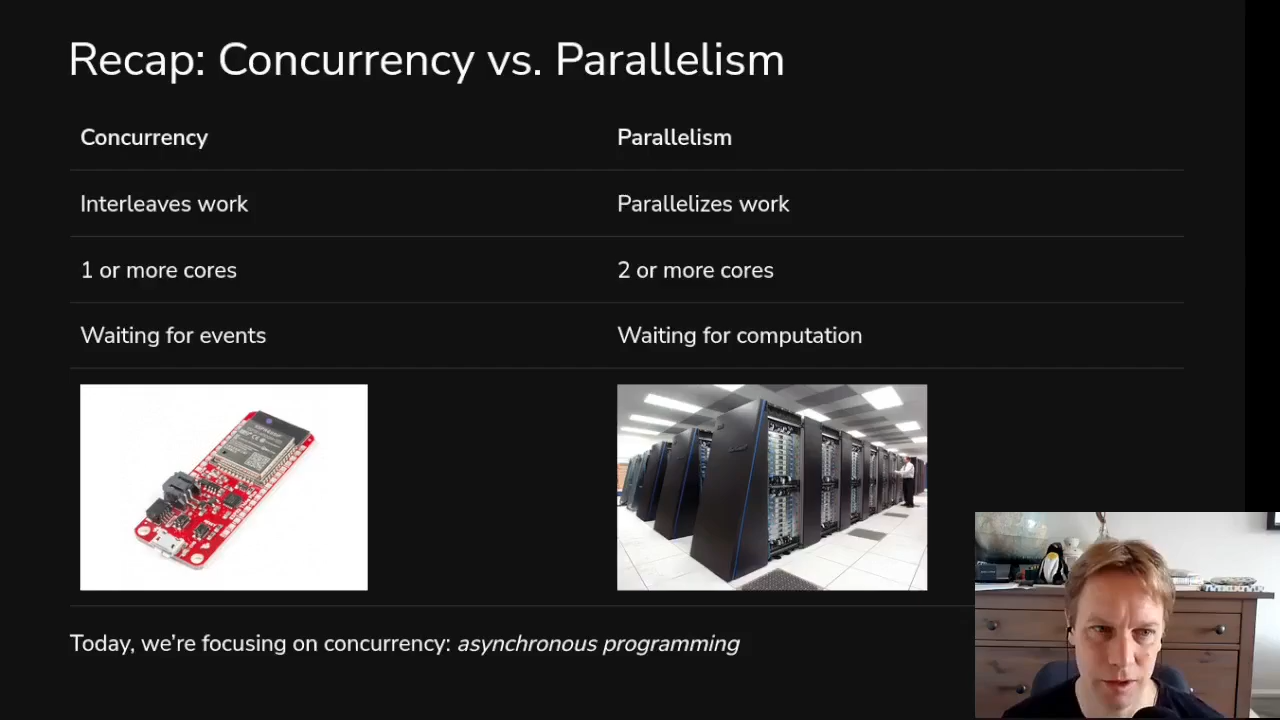 Recap: Concurrency vs. Parallelism
Concurrency Parallelism
Interleaves work Parallelizes work
1 or more cores 2 or more cores
Waiting for events Waiting for computation
Today, we're focusing on concurrency: asynchronous programming